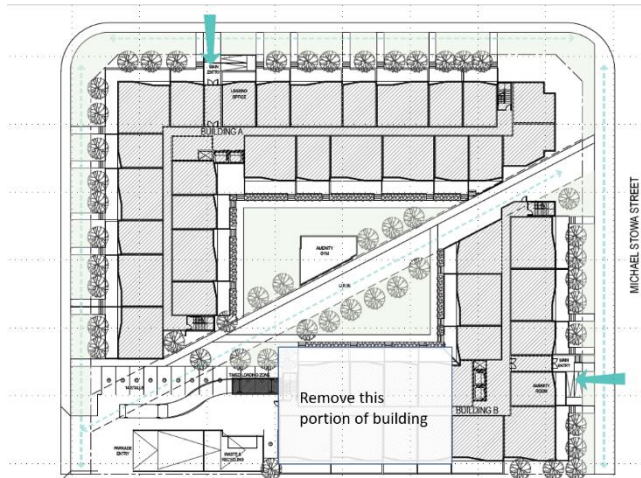 MAIN
ENTRY
LEASING
OFFICE
BUILDING A
MICHAEL STOWA STREET
AMENITY
GYM
MAIN
ENTRY
AMENITY
ROOM
Remove this
portion of building
BUILDING B
PARKADE
ENTRY
WASTE &
RECYCLING